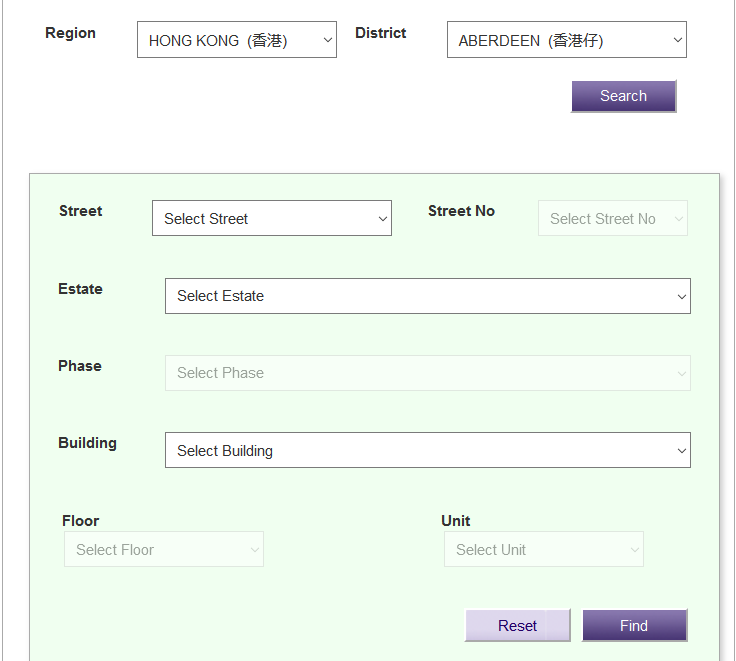 Region HONG KONG (香港) District ABERDEEN (香港仔)
Search
Street Select Street Street No Select Street No
Estate Select Estate
Phase Select Phase
Building Select Building
Floor Unit
Select Floor Select Unit
Reset Find